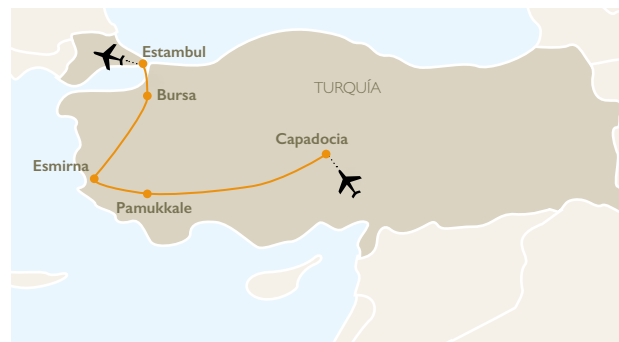 Estambul
TURQUÍA
Bursa
Capadocia
Esmirna
Pamukkale